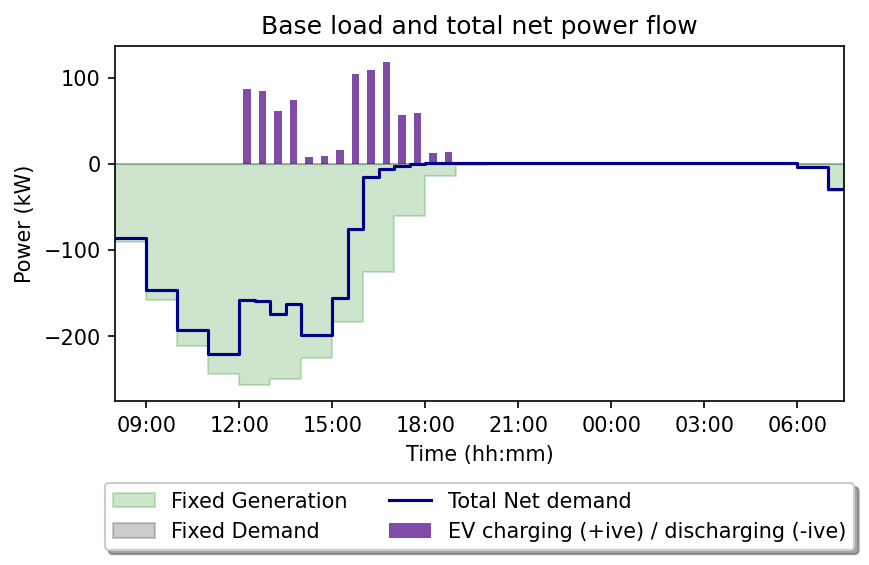 Base load and total net power flow
100
0
−100
−200
Power (kW)
09:00 12:00 15:00 18:00 21:00 00:00 03:00 06:00
Time (hh:mm)
Fixed Generation
Fixed Demand
Total Net demand
EV charging (+ive) / discharging (-ive)